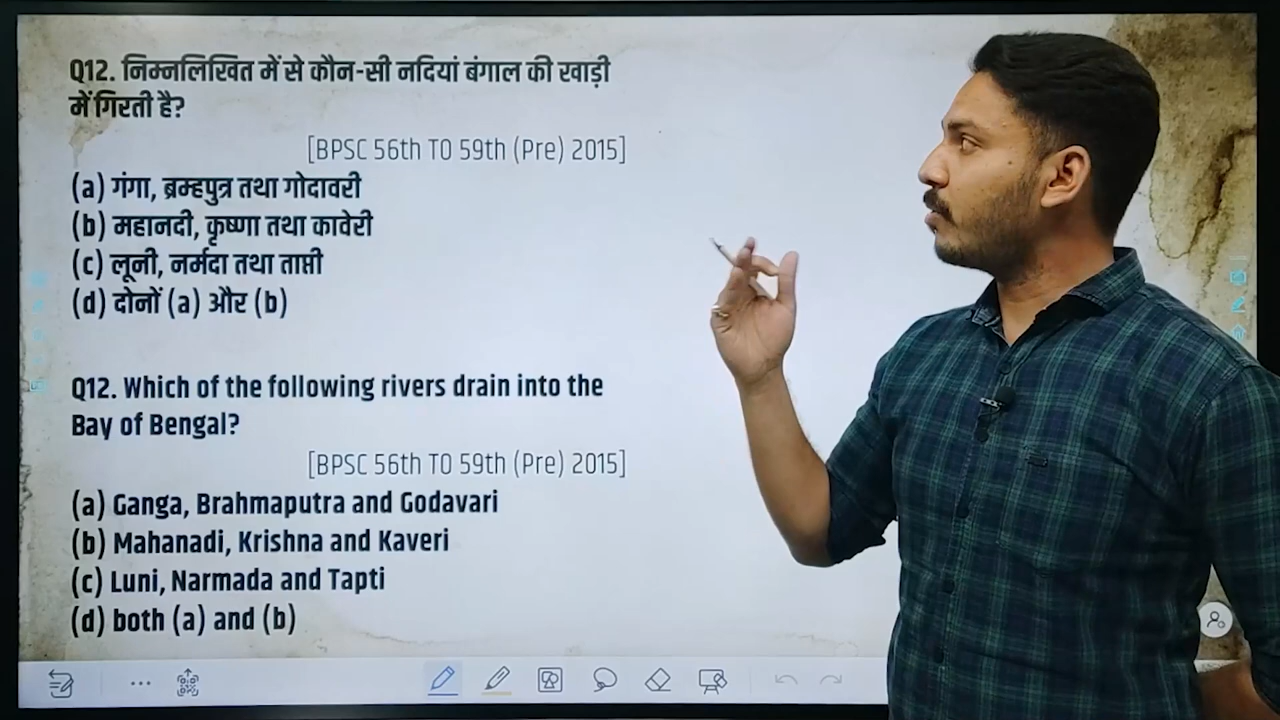 Q12. निम्नलिखित में से कौन-सी नदियां बंगाल की खाड़ी
में गिरती है?
[BPSC 56th TO 59th (Pre) 2015]
(a) गंगा, ब्रम्हपुत्र तथा गोदावरी
(b) महानदी, कृष्णा तथा कावेरी
(c) लूनी, नर्मदा तथा ताप्ती
(d) दोनों (a) और (b)
Q12. Which of the following rivers drain into the
Bay of Bengal?
[BPSC 56th TO 59th (Pre) 2015]
(a) Ganga, Brahmaputra and Godavari
(b) Mahanadi, Krishna and Kaveri
(c) Luni, Narmada and Tapti
(d) both (a) and (b)